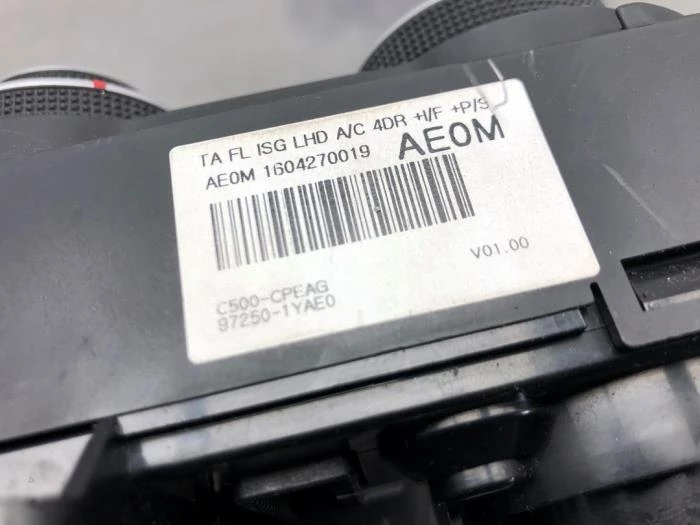 TA FL ISG LHD A/C 4DR +H/F +P/S
AE0M 1604270019 AE0M
C500-CPEAG V01.00
97250-1YAE0